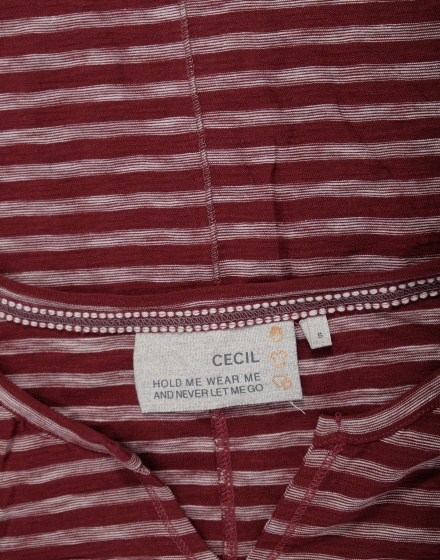 CECIL
HOLD ME WEAR ME
AND NEVER LET ME GO
S